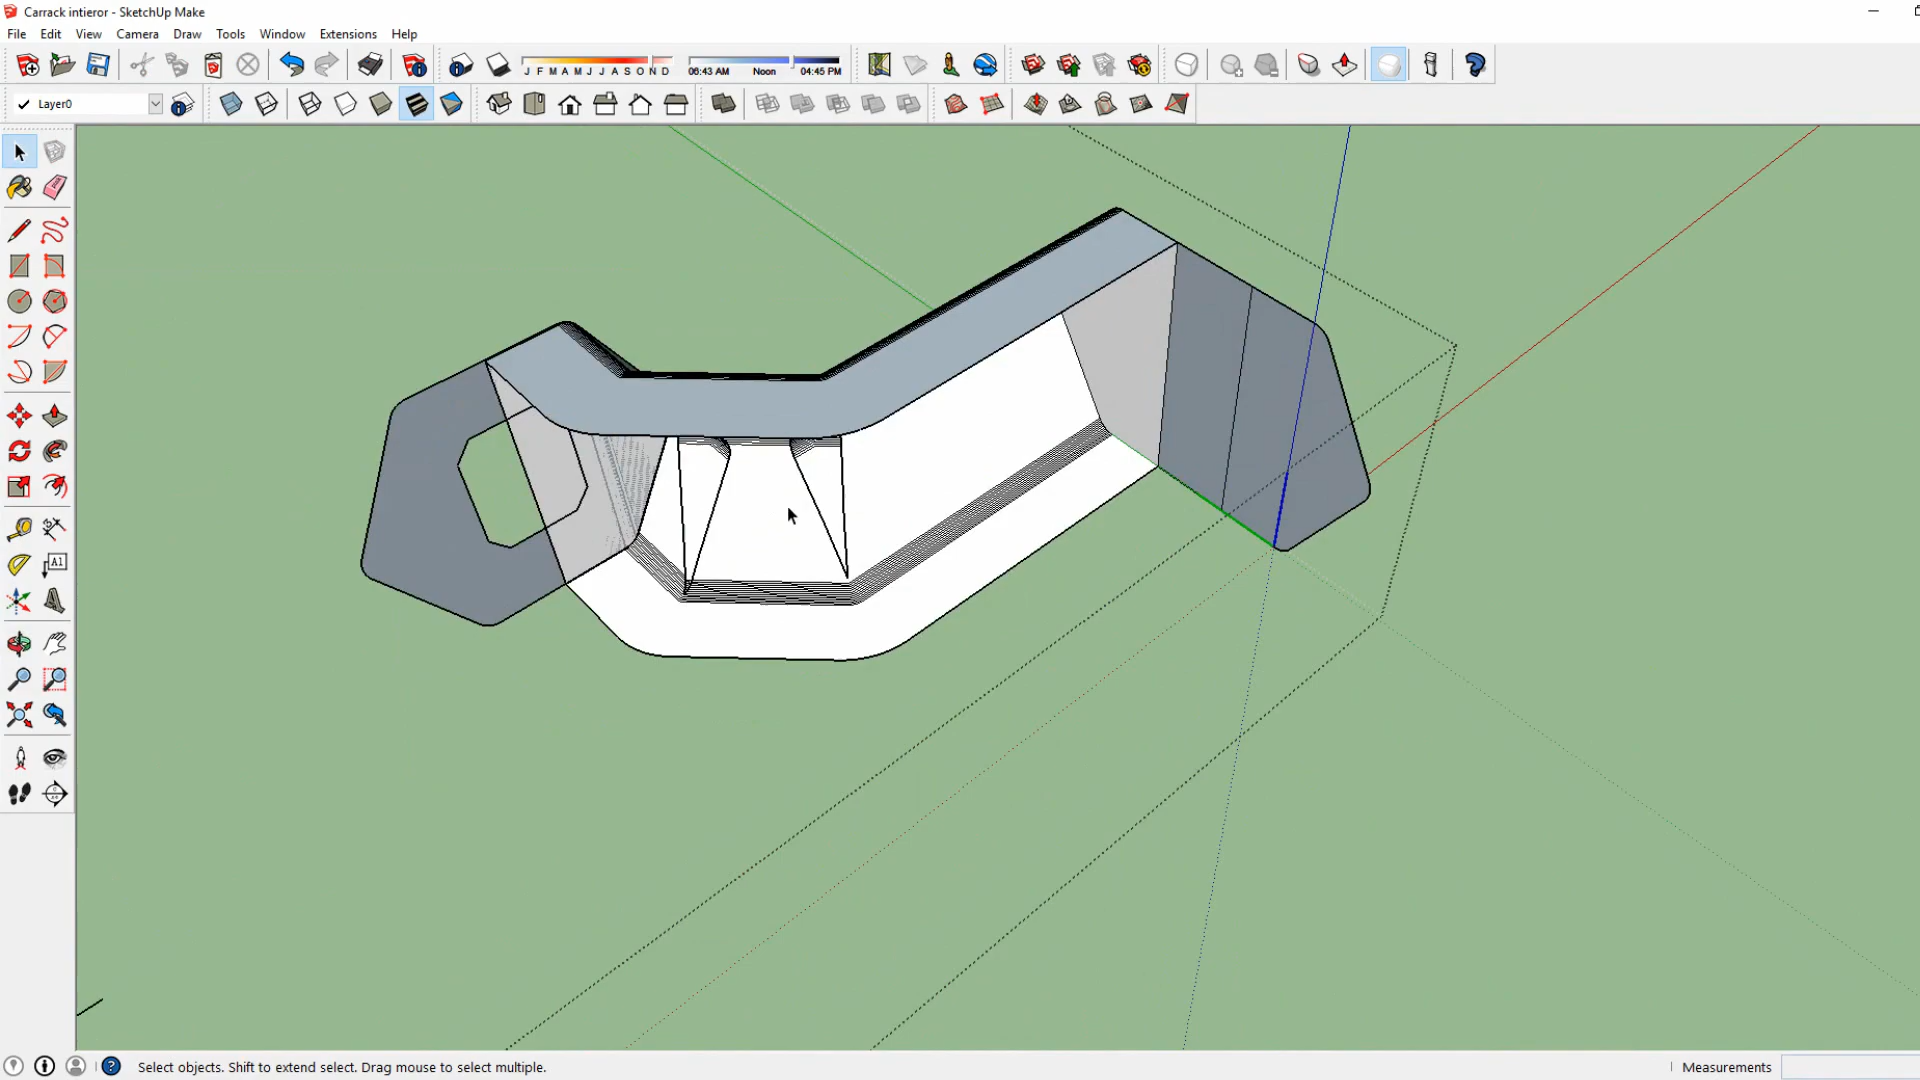 Carrack intieror - SketchUp Make
File Edit View Camera Draw Tools Window Extensions Help
J F M A M J J A S O N D 06:43 AM Noon 04:45 PM
Layer0
A1
Select objects. Shift to extend select. Drag mouse to select multiple.
Measurements